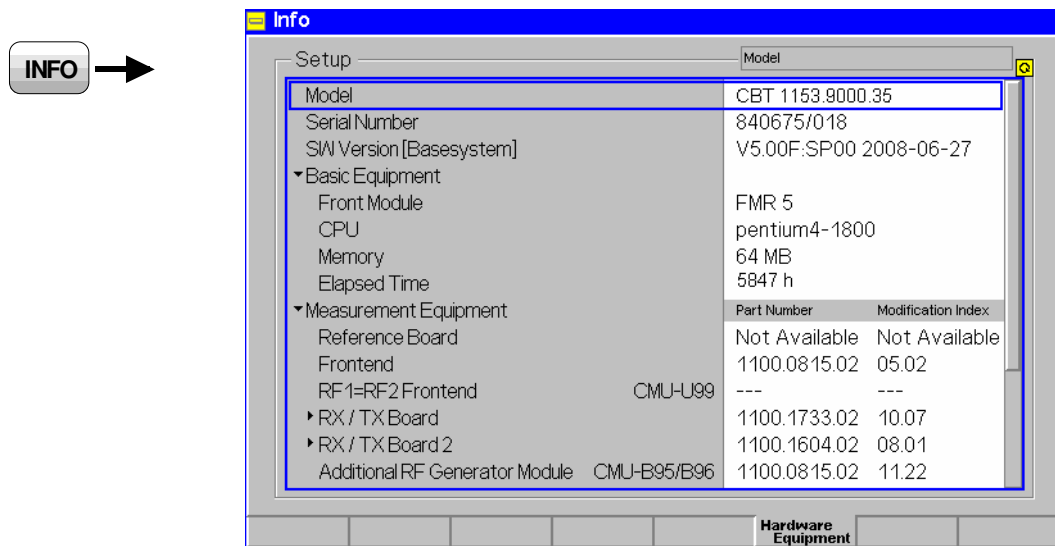 INFO
Info
Setup
Model
Model CBT 1153.9000.35
Serial Number 840675/018
S/W Version [Basesystem] V5.00F:SP00 2008-06-27
Basic Equipment
Front Module FMR 5
CPU pentium4-1800
Memory 64 MB
Elapsed Time 5847 h
Measurement Equipment Part Number Modification Index
Reference Board Not Available Not Available
Frontend 1100.0815.02 05.02
RF1=RF2 Frontend CMU-U99 --- ---
RX / TX Board 1100.1733.02 10.07
RX / TX Board 2 1100.1604.02 08.01
Additional RF Generator Module CMU-B95/B96 1100.0815.02 11.22
Hardware
Equipment